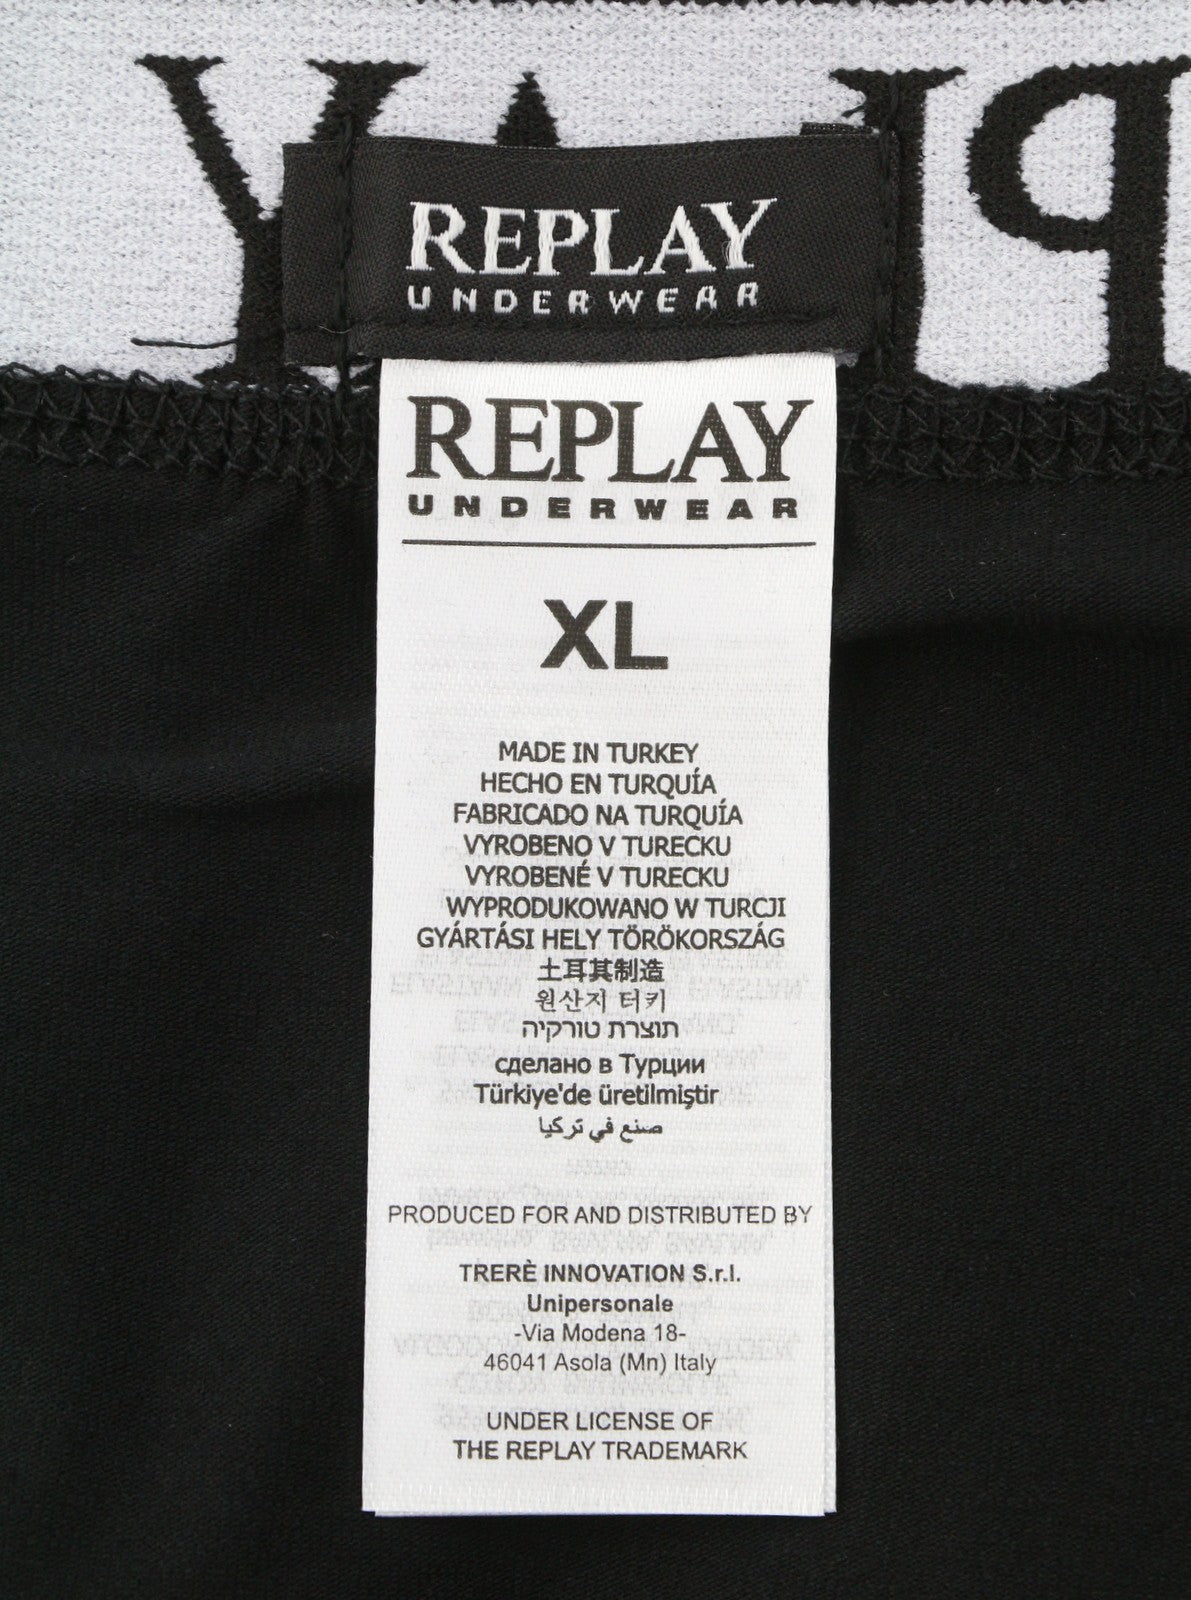 REPLAY
UNDERWEAR
REPLAY
UNDERWEAR
XL
MADE IN TURKEY
HECHO EN TURQUÍA
FABRICADO NA TURQUÍA
VYROBENO V TURECKU
VYROBENÉ V TURECKU
WYPRODUKOWANO W TURCJI
GYÁRTÁSI HELY TÖRÖKORSZÁG
土耳其制造
원산지 터키
תוצרת טורקיה
сделано в Турции
Türkiye'de üretilmiştir
صنع في تركيا
PRODUCED FOR AND DISTRIBUTED BY
TRERÈ INNOVATION S.r.l.
Unipersonale
-Via Modena 18-
46041 Asola (Mn) Italy
UNDER LICENSE OF
THE REPLAY TRADEMARK